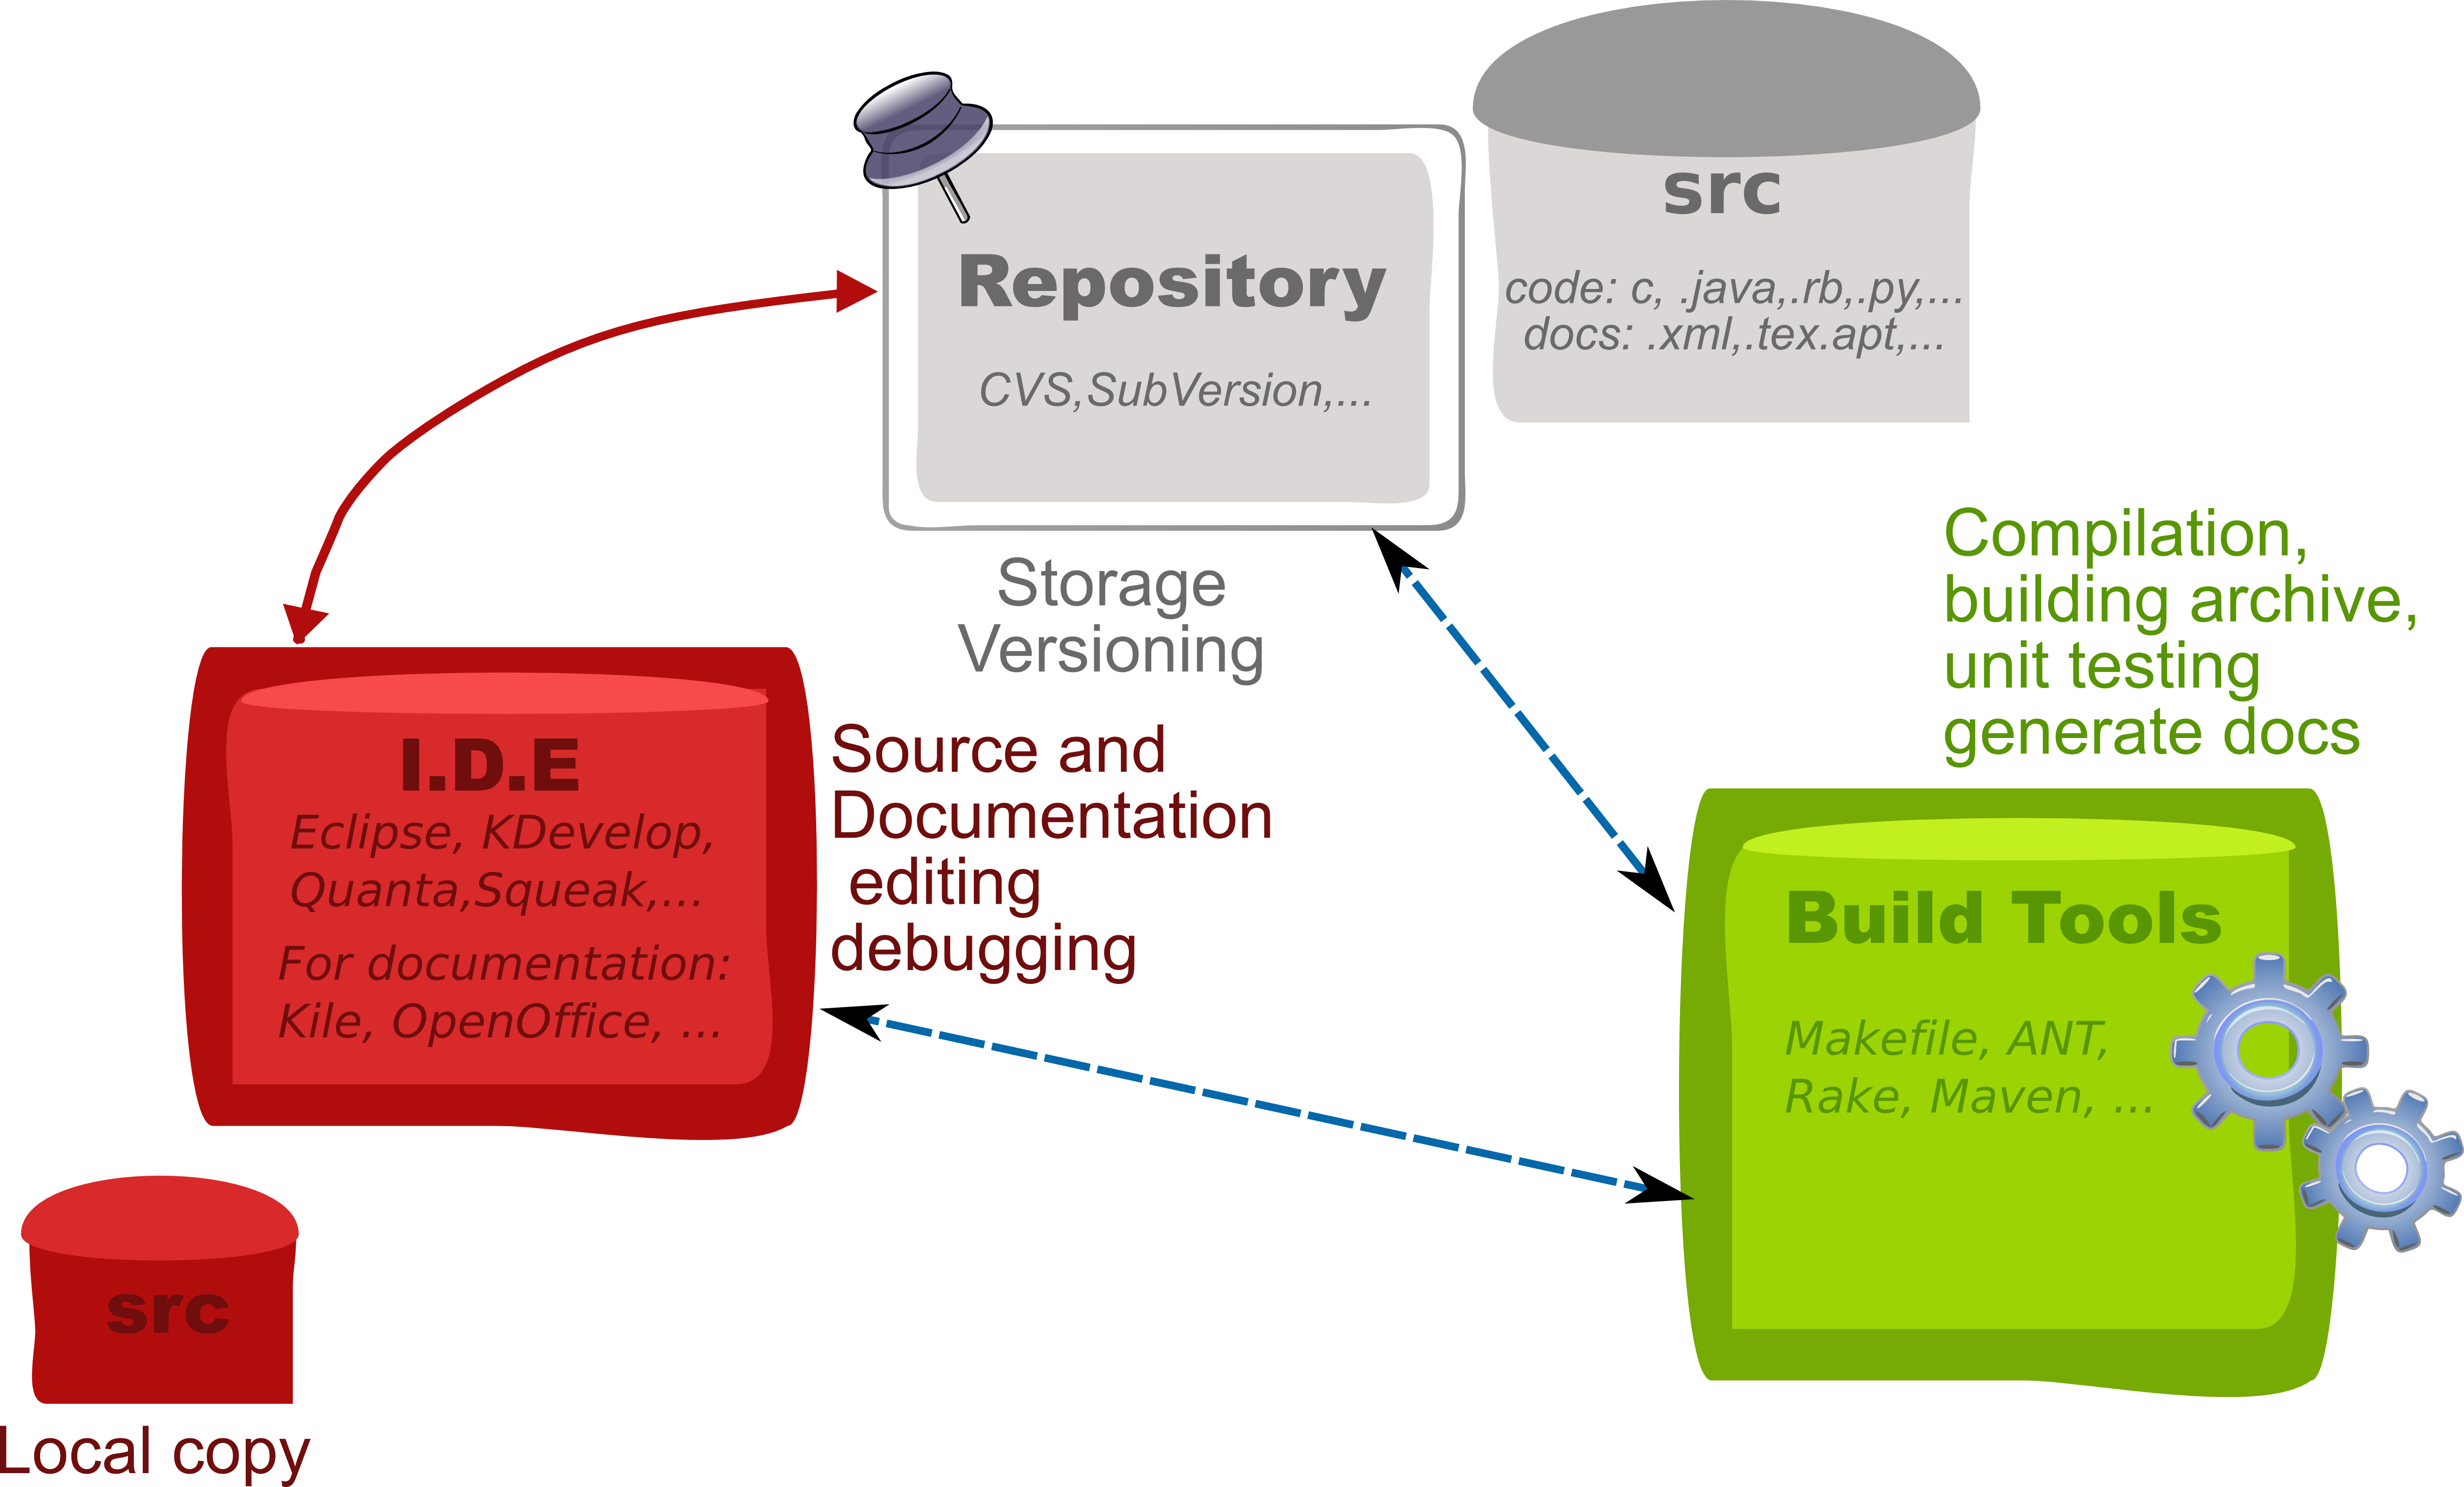 src
code: c, .java,.rb,.py,...
docs: .xml,.tex.apt,...
Repository
CVS,SubVersion,...
Storage
Versioning
Compilation,
building archive,
unit testing
generate docs
I.D.E
Eclipse, KDevelop,
Quanta,Squeak,...
For documentation:
Kile, OpenOffice, ...
Source and
Documentation
editing
debugging
Build Tools
Makefile, ANT,
Rake, Maven, ...
src
Local copy